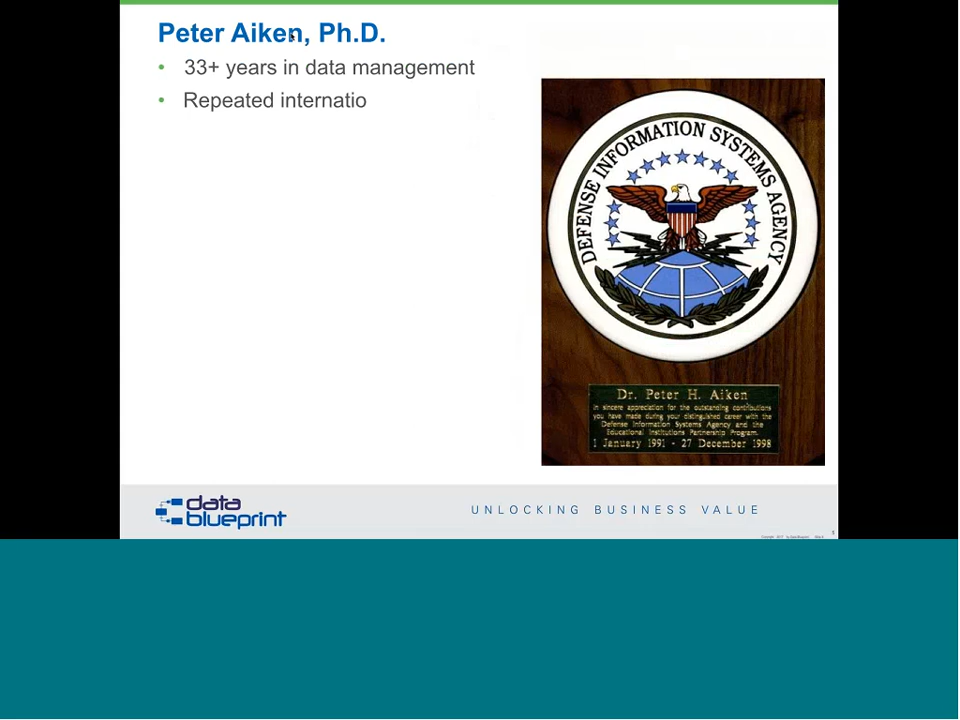 Peter Aiken, Ph.D.
• 33+ years in data management
• Repeated internatio
DEFENSE INFORMATION SYSTEMS AGENCY
Dr. Peter H. Aiken
In sincere appreciation for the outstanding contributions
you have made during your distinguished career with the
Defense Information Systems Agency and the
Educational Institutions Partnership Program.
1 January 1991 - 27 December 1998
data
blueprint
UNLOCKING BUSINESS VALUE